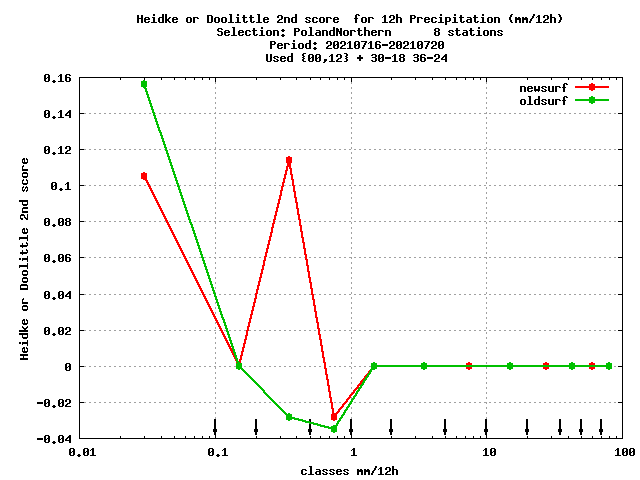 Heidke or Doolittle 2nd score  for 12h Precipitation (mm/12h)
Selection: PolandNorthern      8 stations
Period: 20210716-20210720
Used {00,12} + 30-18 36-24
newsurf
oldsurf
0.16
0.14
0.12
0.1
0.08
0.06
0.04
0.02
0
-0.02
-0.04
Heidke or Doolittle 2nd score
0.01 0.1 1 10 100
classes mm/12h